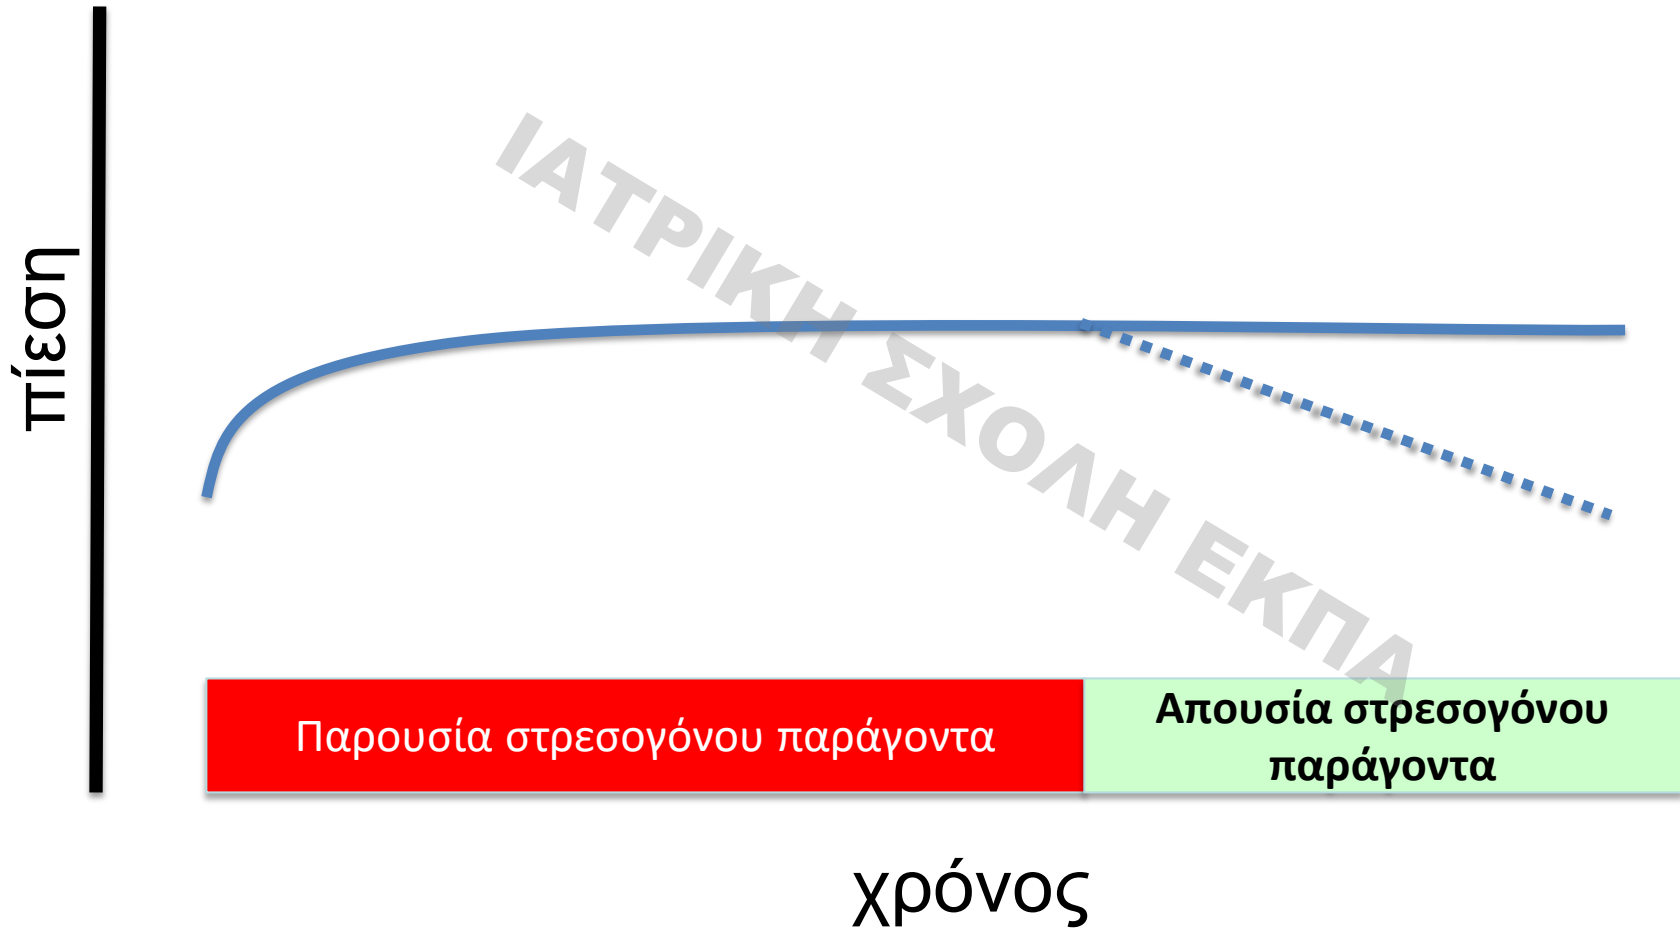 πίεση
ΙΑΤΡΙΚΗ ΣΧΟΛΗ ΕΚΠΑ
Παρουσία στρεσογόνου παράγοντα
Απουσία στρεσογόνου
παράγοντα
χρόνος